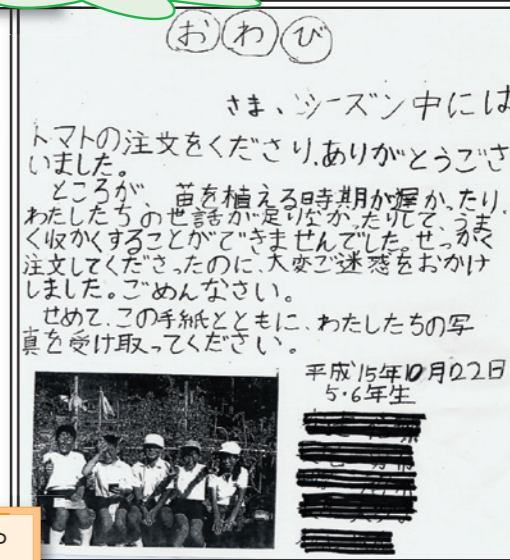 おわび
さま、シーズン中には
トマトの注文をくださり、ありがとうござ
いました。
ところが、苗を植える時期が遅かったり、
わたしたちの世話が足りなかったりして、うま
く収かくすることができませんでした。せっかく
注文してくださったのに、大変ご迷惑をおかけ
しました。ごめんなさい。
せめて、この手紙とともに、わたしたちの写
真を受け取ってください。
平成15年10月22日
5・6年生